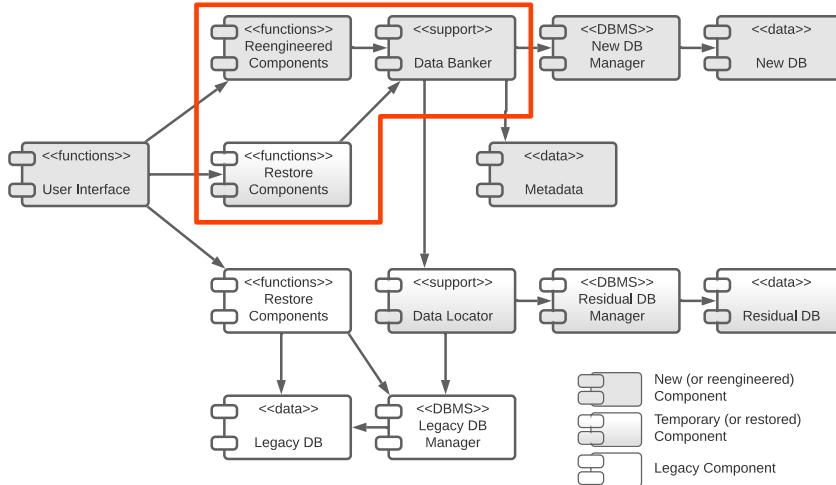 <<functions>>
Reengineered
Components
<<support>>
Data Banker
<<DBMS>>
New DB
Manager
<<data>>
New DB
<<functions>>
User Interface
<<functions>>
Restore
Components
<<data>>
Metadata
<<functions>>
Restore
Components
<<support>>
Data Locator
<<DBMS>>
Residual DB
Manager
<<data>>
Residual DB
<<data>>
Legacy DB
<<DBMS>>
Legacy DB
Manager
New (or reengineered)
Component
Temporary (or restored)
Component
Legacy Component